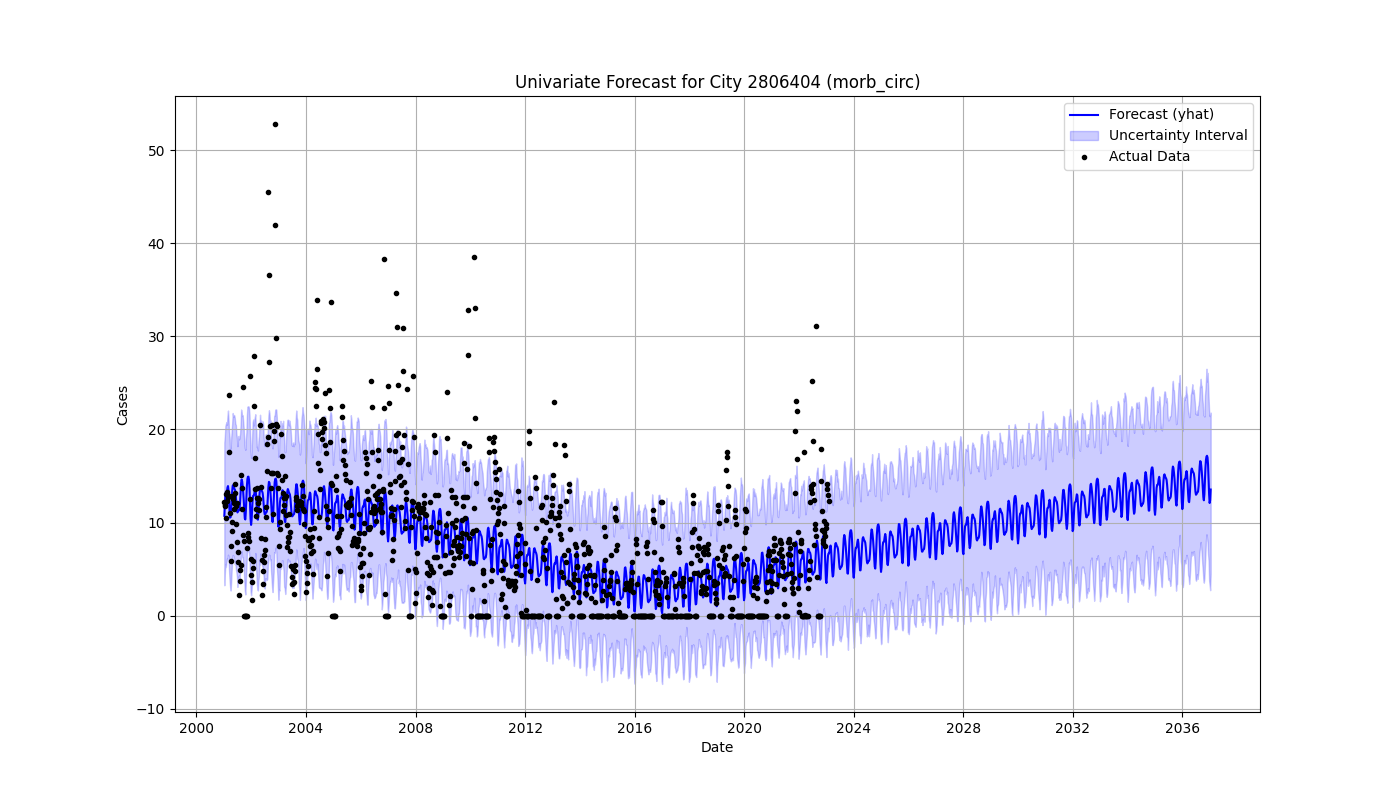 Univariate Forecast for City 2806404 (morb_circ)
Forecast (yhat)
Uncertainty Interval
Actual Data
Cases
50
40
30
20
10
0
−10
2000 2004 2008 2012 2016 2020 2024 2028 2032 2036
Date